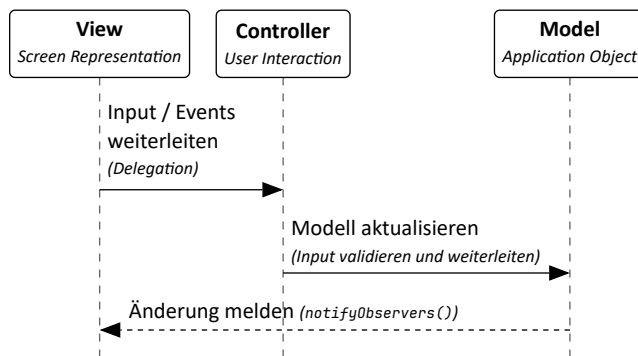 View
Screen Representation
Controller
User Interaction
Model
Application Object
Input / Events
weiterleiten
(Delegation)
Modell aktualisieren
(Input validieren und weiterleiten)
Änderung melden (notifyObservers())